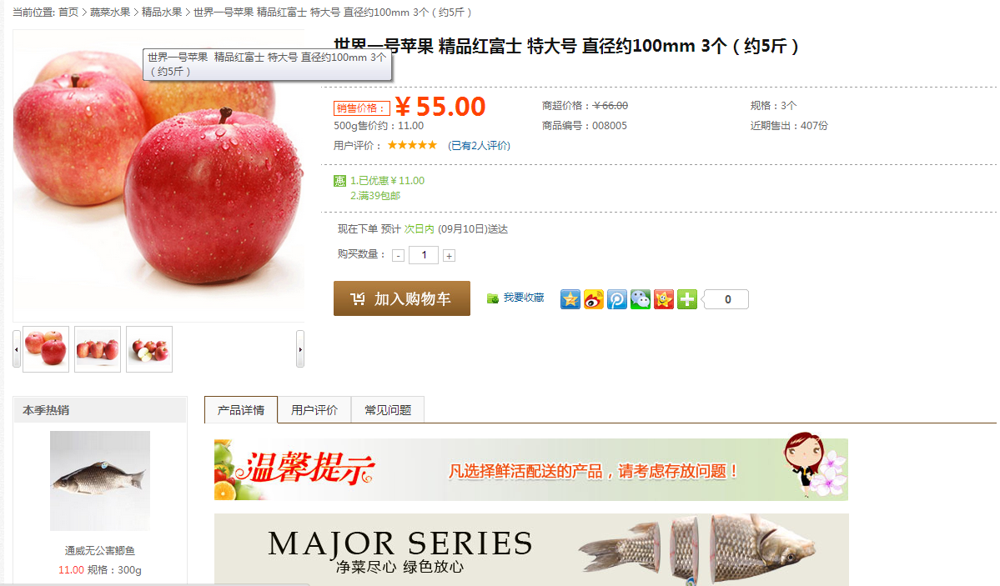 当前位置: 首页 > 蔬菜水果 > 精品水果 > 世界一号苹果 精品红富士 特大号 直径约100mm 3个（约5斤）
世界一号苹果 精品红富士 特大号 直径约100mm 3个（约5斤）
世界一号苹果 精品红富士 特大号 直径约100mm 3个
（约5斤）
销售价格： ￥55.00 商超价格：￥66.00 规格：3个
500g售价约：11.00 商品编号：008005 近期售出：407份
用户评价： ★★★★★ (已有2人评价)
惠 1.已优惠￥11.00
2.满39包邮
现在下单 预计 次日内 (09月10日)送达
购买数量： - 1 +
加入购物车 我要收藏 0
本季热销
产品详情 用户评价 常见问题
温馨提示 凡选择鲜活配送的产品，请考虑存放问题！
MAJOR SERIES
净菜尽心 绿色放心
通威无公害鲫鱼
11.00 规格：300g